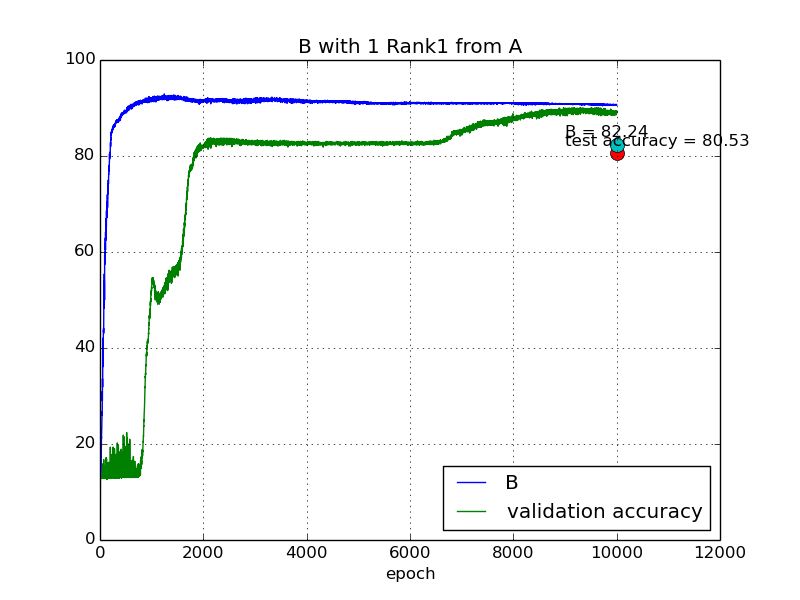 B with 1 Rank1 from A
100
80
60
40
20
0
B = 82.24
test accuracy = 80.53
B
validation accuracy
0 2000 4000 6000 8000 10000 12000
epoch